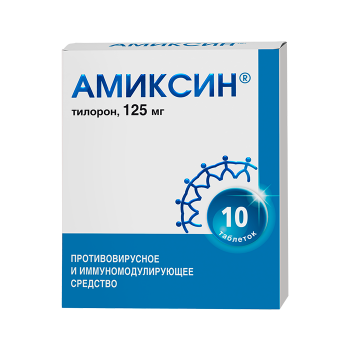 АМИКСИН®
тилорон, 125 мг
10
таблеток
ПРОТИВОВИРУСНОЕ
И ИММУНОМОДУЛИРУЮЩЕЕ
СРЕДСТВО